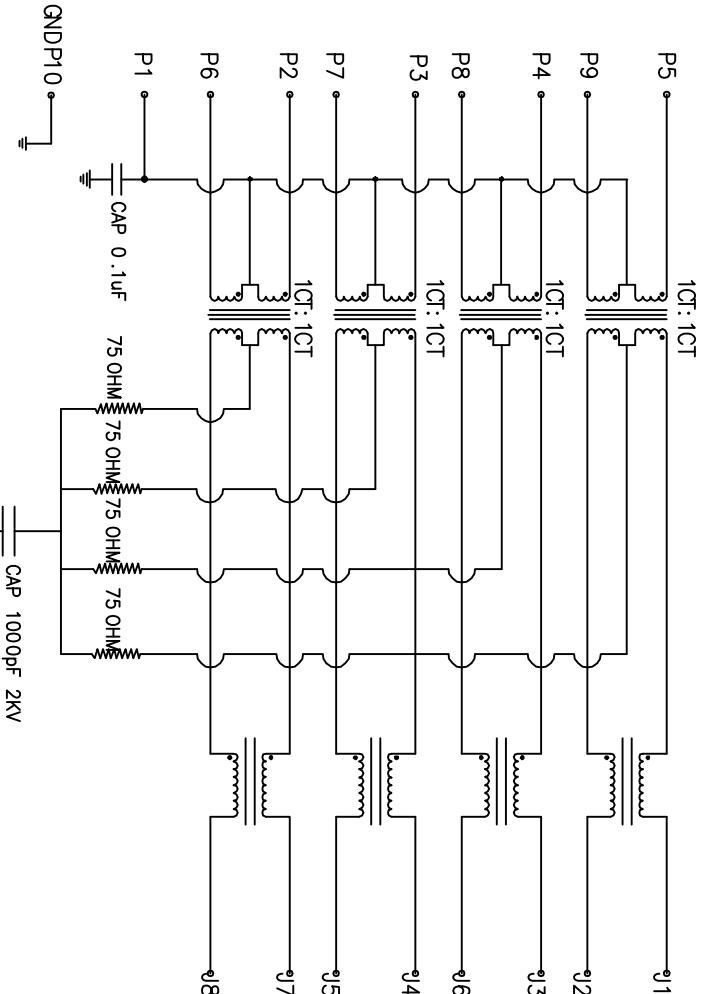 P5
P9
P4
P8
P3
P7
P2
P6
P1
GNDP10
1CT: 1CT
1CT: 1CT
1CT: 1CT
1CT: 1CT
CAP 0.1uF
75 OHM
75 OHM
75 OHM
75 OHM
CAP 1000pF 2KV
J1
J2
J3
J6
J4
J5
J7
J8